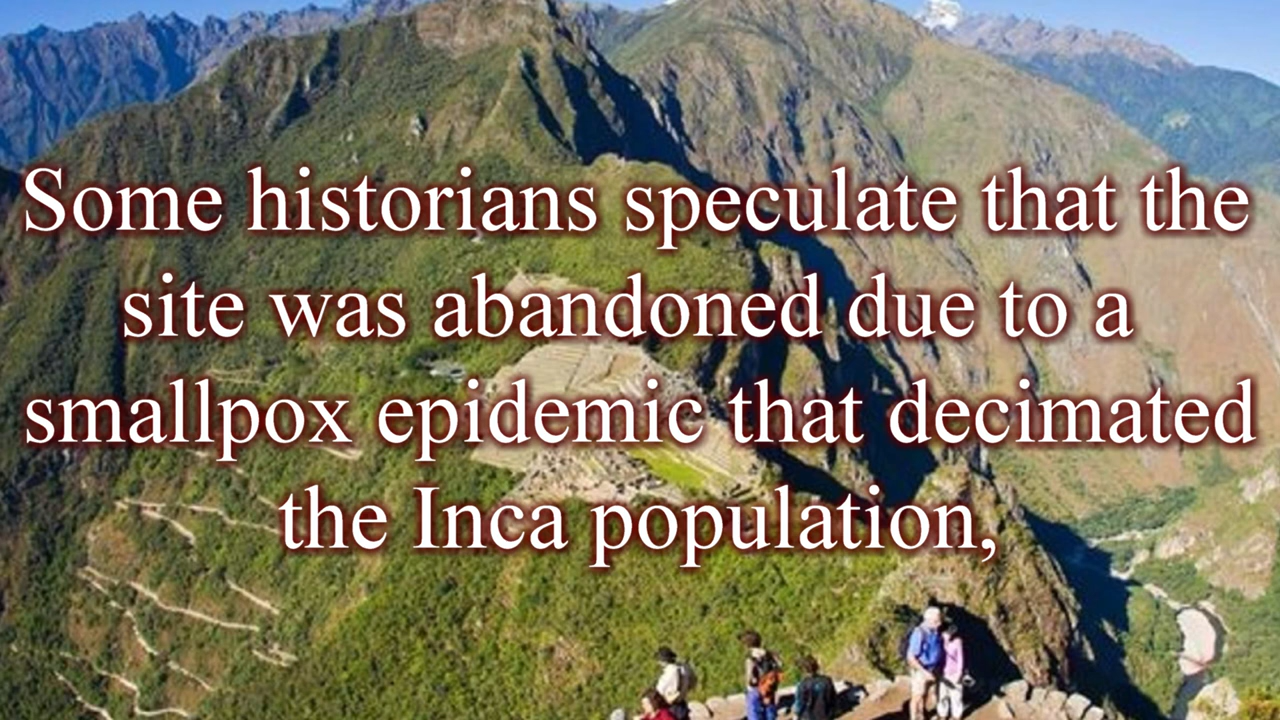 Some historians speculate that the
site was abandoned due to a
smallpox epidemic that decimated
the Inca population,